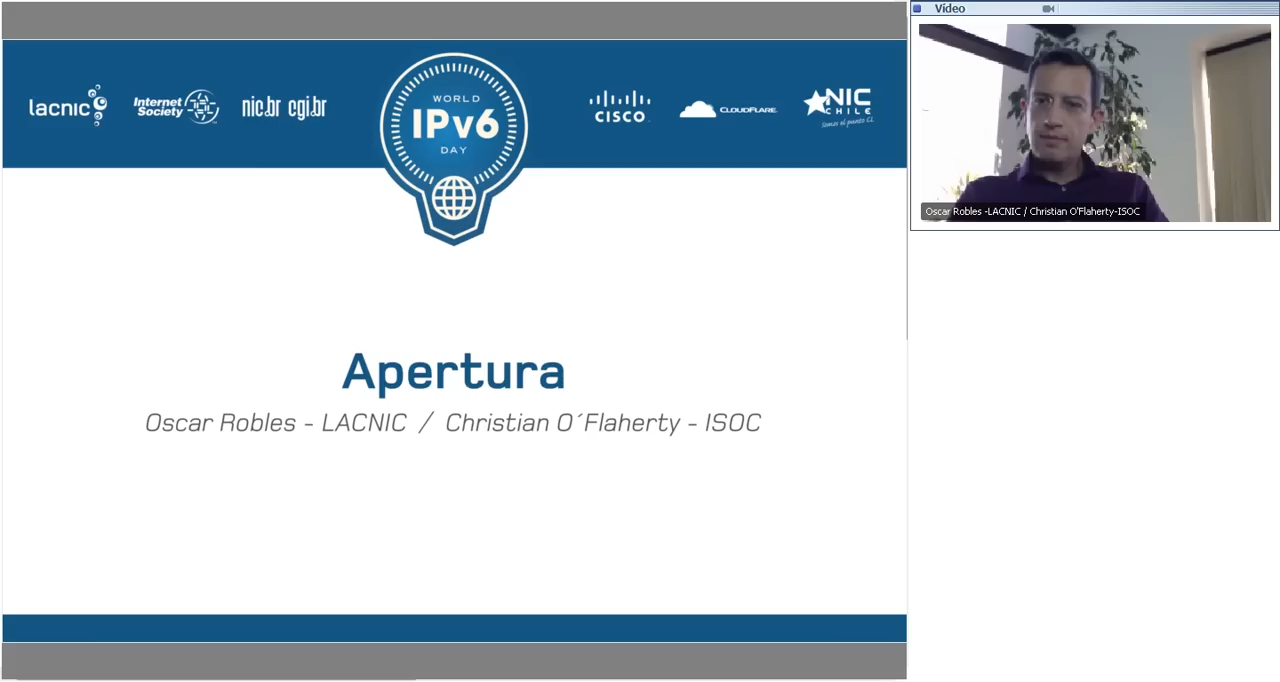 lacnic
Internet Society
nic.br cgi.br
WORLD
IPv6
DAY
CISCO
CLOUDFLARE
NIC
CHILE
Somos el punto CL
Apertura
Oscar Robles - LACNIC / Christian O´Flaherty - ISOC
Vídeo
Oscar Robles -LACNIC / Christian O'Flaherty-ISOC